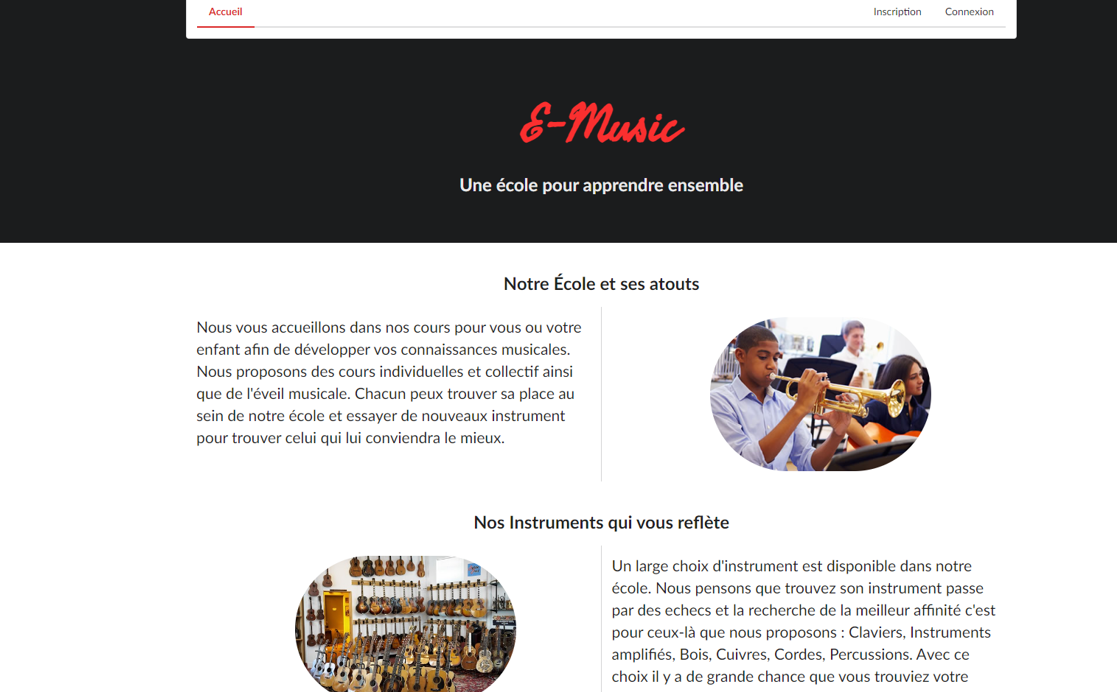 Accueil
Inscription
Connexion
E-Music
Une école pour apprendre ensemble
Notre École et ses atouts
Nous vous accueillons dans nos cours pour vous ou votre
enfant afin de développer vos connaissances musicales.
Nous proposons des cours individuelles et collectif ainsi
que de l'éveil musicale. Chacun peux trouver sa place au
sein de notre école et essayer de nouveaux instrument
pour trouver celui qui lui conviendra le mieux.
Nos Instruments qui vous reflète
Un large choix d'instrument est disponible dans notre
école. Nous pensons que trouvez son instrument passe
par des echecs et la recherche de la meilleur affinité c'est
pour ceux-là que nous proposons : Claviers, Instruments
amplifiés, Bois, Cuivres, Cordes, Percussions. Avec ce
choix il y a de grande chance que vous trouviez votre